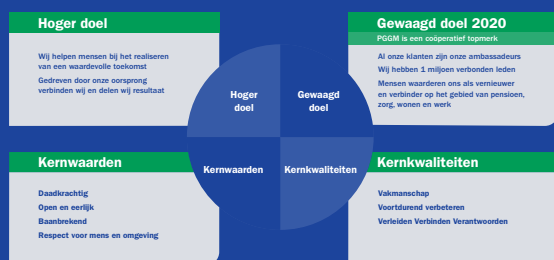 Hoger doel
Wij helpen mensen bij het realiseren
van een waardevolle toekomst
Gedreven door onze oorsprong
verbinden wij en delen wij resultaat
Gewaagd doel 2020
PGGM is een coöperatief topmerk
Al onze klanten zijn onze ambassadeurs
Wij hebben 1 miljoen verbonden leden
Mensen waarderen ons als vernieuwer
en verbinder op het gebied van pensioen,
zorg, wonen en werk
Hoger
doel
Gewaagd
doel
Kernwaarden
Kernkwaliteiten
Kernwaarden
Daadkrachtig
Open en eerlijk
Baanbrekend
Respect voor mens en omgeving
Kernkwaliteiten
Vakmanschap
Voortdurend verbeteren
Verleiden Verbinden Verantwoorden